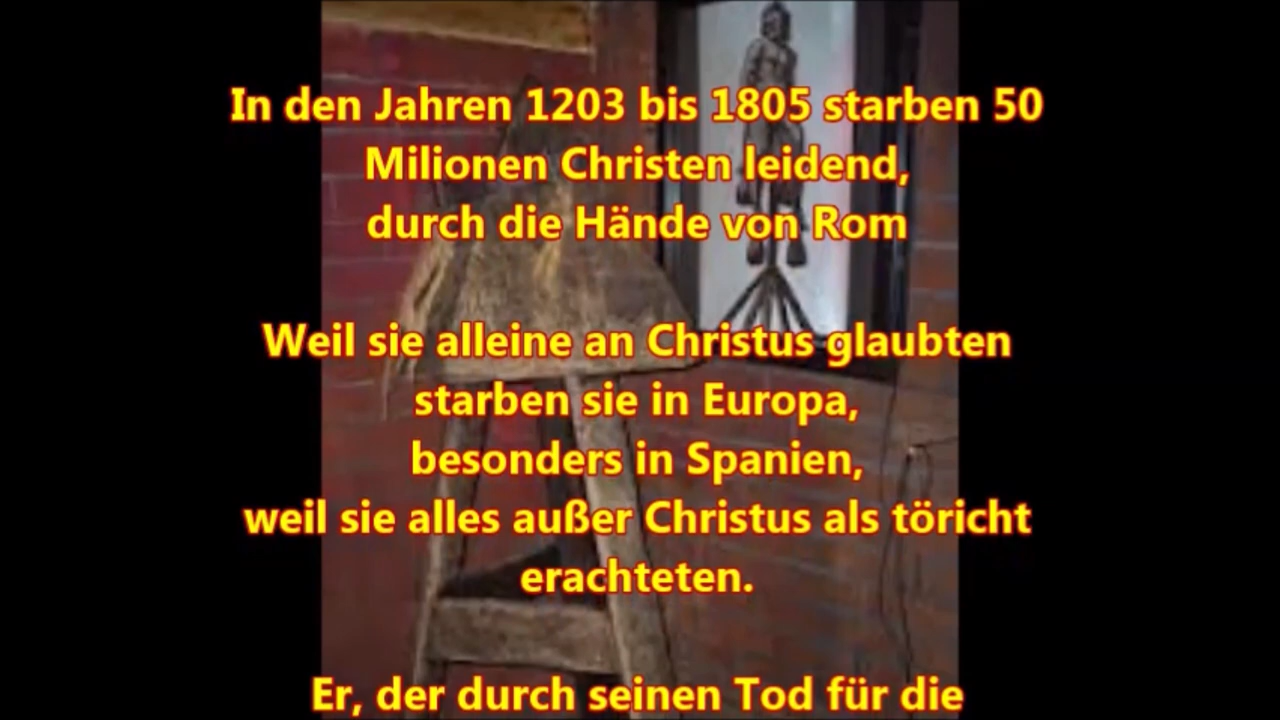 In den Jahren 1203 bis 1805 starben 50
Milionen Christen leidend,
durch die Hände von Rom
Weil sie alleine an Christus glaubten
starben sie in Europa,
besonders in Spanien,
weil sie alles außer Christus als töricht
erachteten.
Er, der durch seinen Tod für die